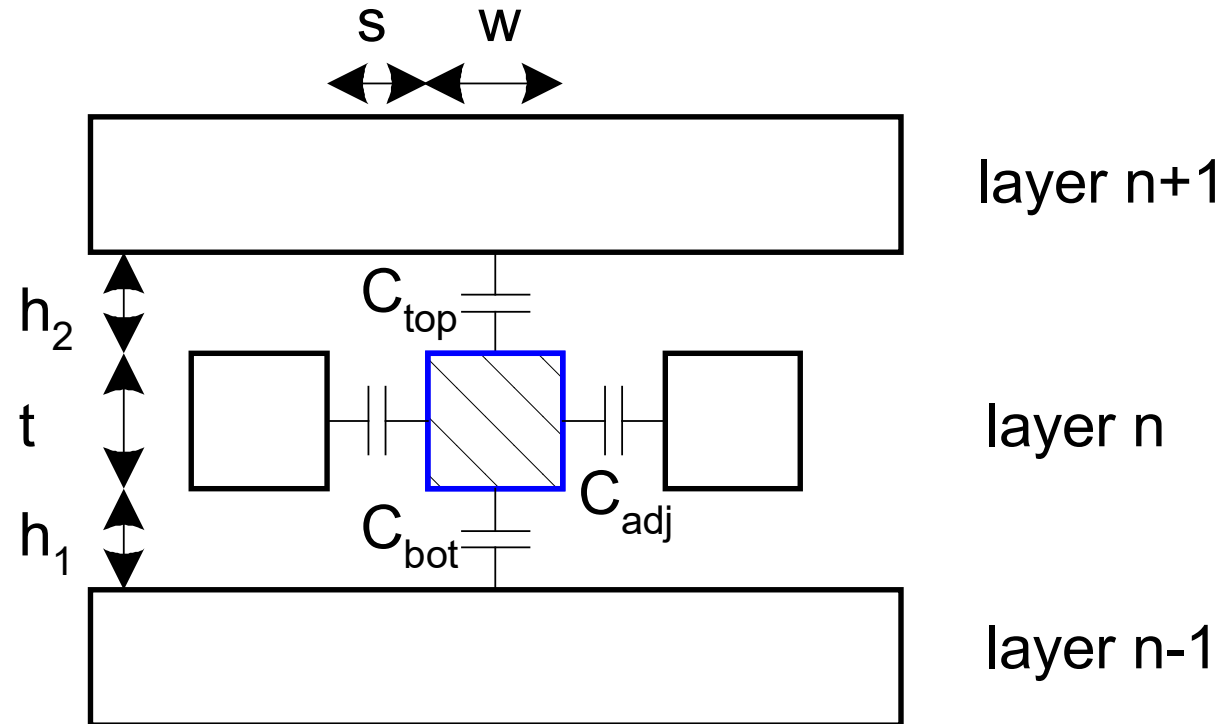 s w
layer n+1
h2
Ctop
t
layer n
Cadj
h1
Cbot
layer n-1